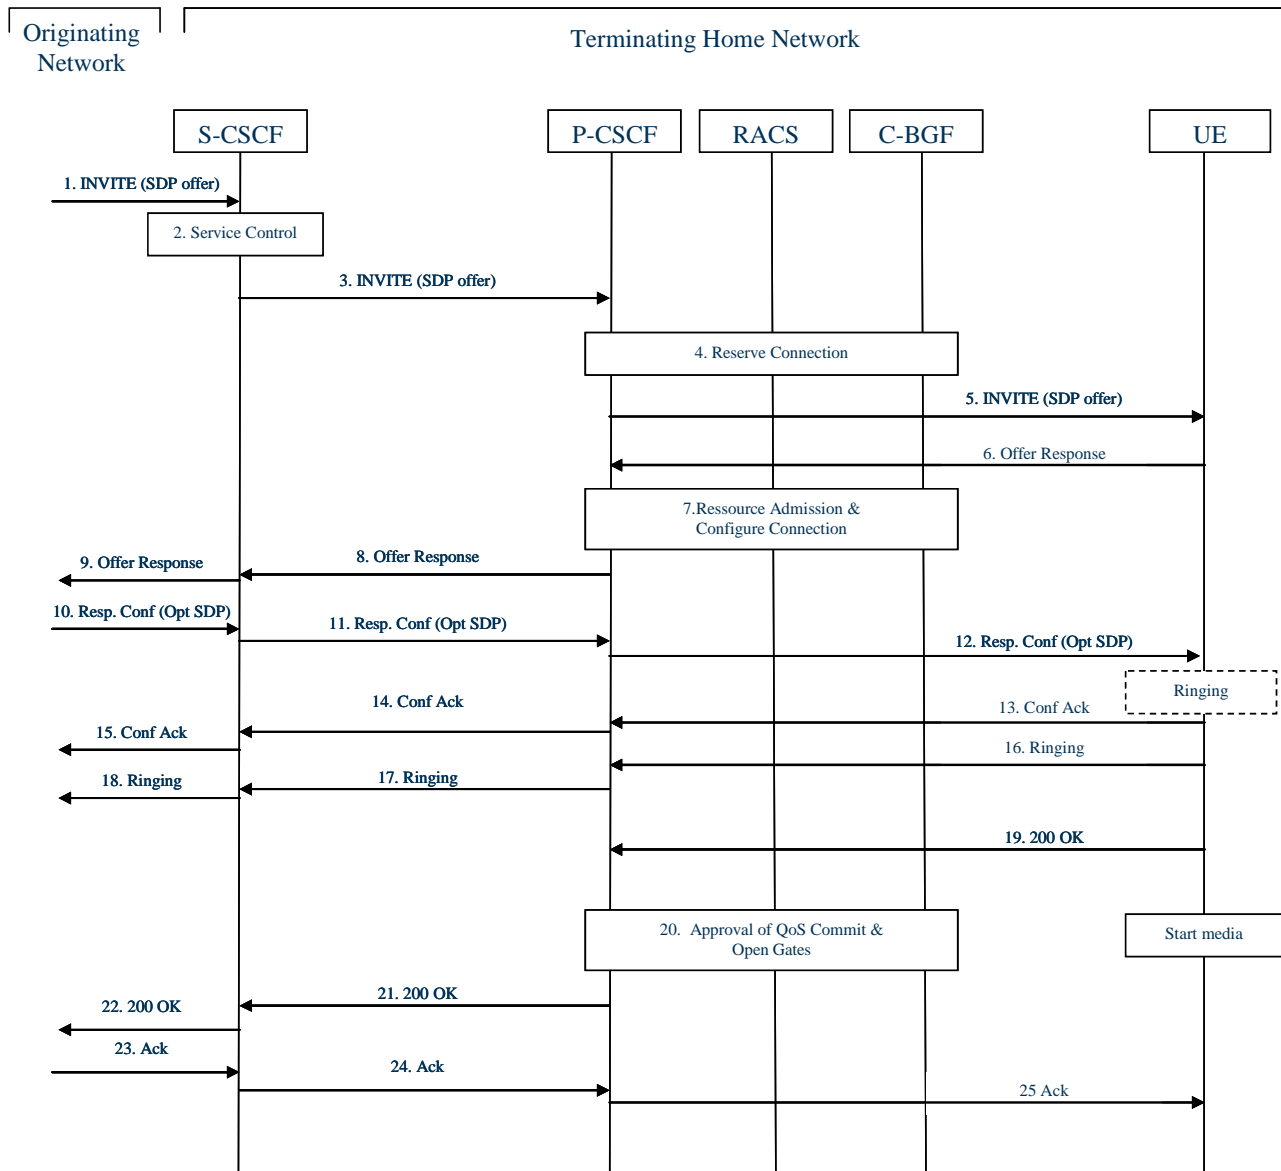 Originating
Network
Terminating Home Network
S-CSCF
P-CSCF
RACS
C-BGF
UE
1. INVITE (SDP offer)
2. Service Control
3. INVITE (SDP offer)
4. Reserve Connection
5. INVITE (SDP offer)
6. Offer Response
7.Ressource Admission &
Configure Connection
8. Offer Response
9. Offer Response
10. Resp. Conf (Opt SDP)
11. Resp. Conf (Opt SDP)
12. Resp. Conf (Opt SDP)
Ringing
13. Conf Ack
14. Conf Ack
15. Conf Ack
16. Ringing
17. Ringing
18. Ringing
19. 200 OK
20. Approval of QoS Commit &
Open Gates
Start media
21. 200 OK
22. 200 OK
23. Ack
24. Ack
25 Ack